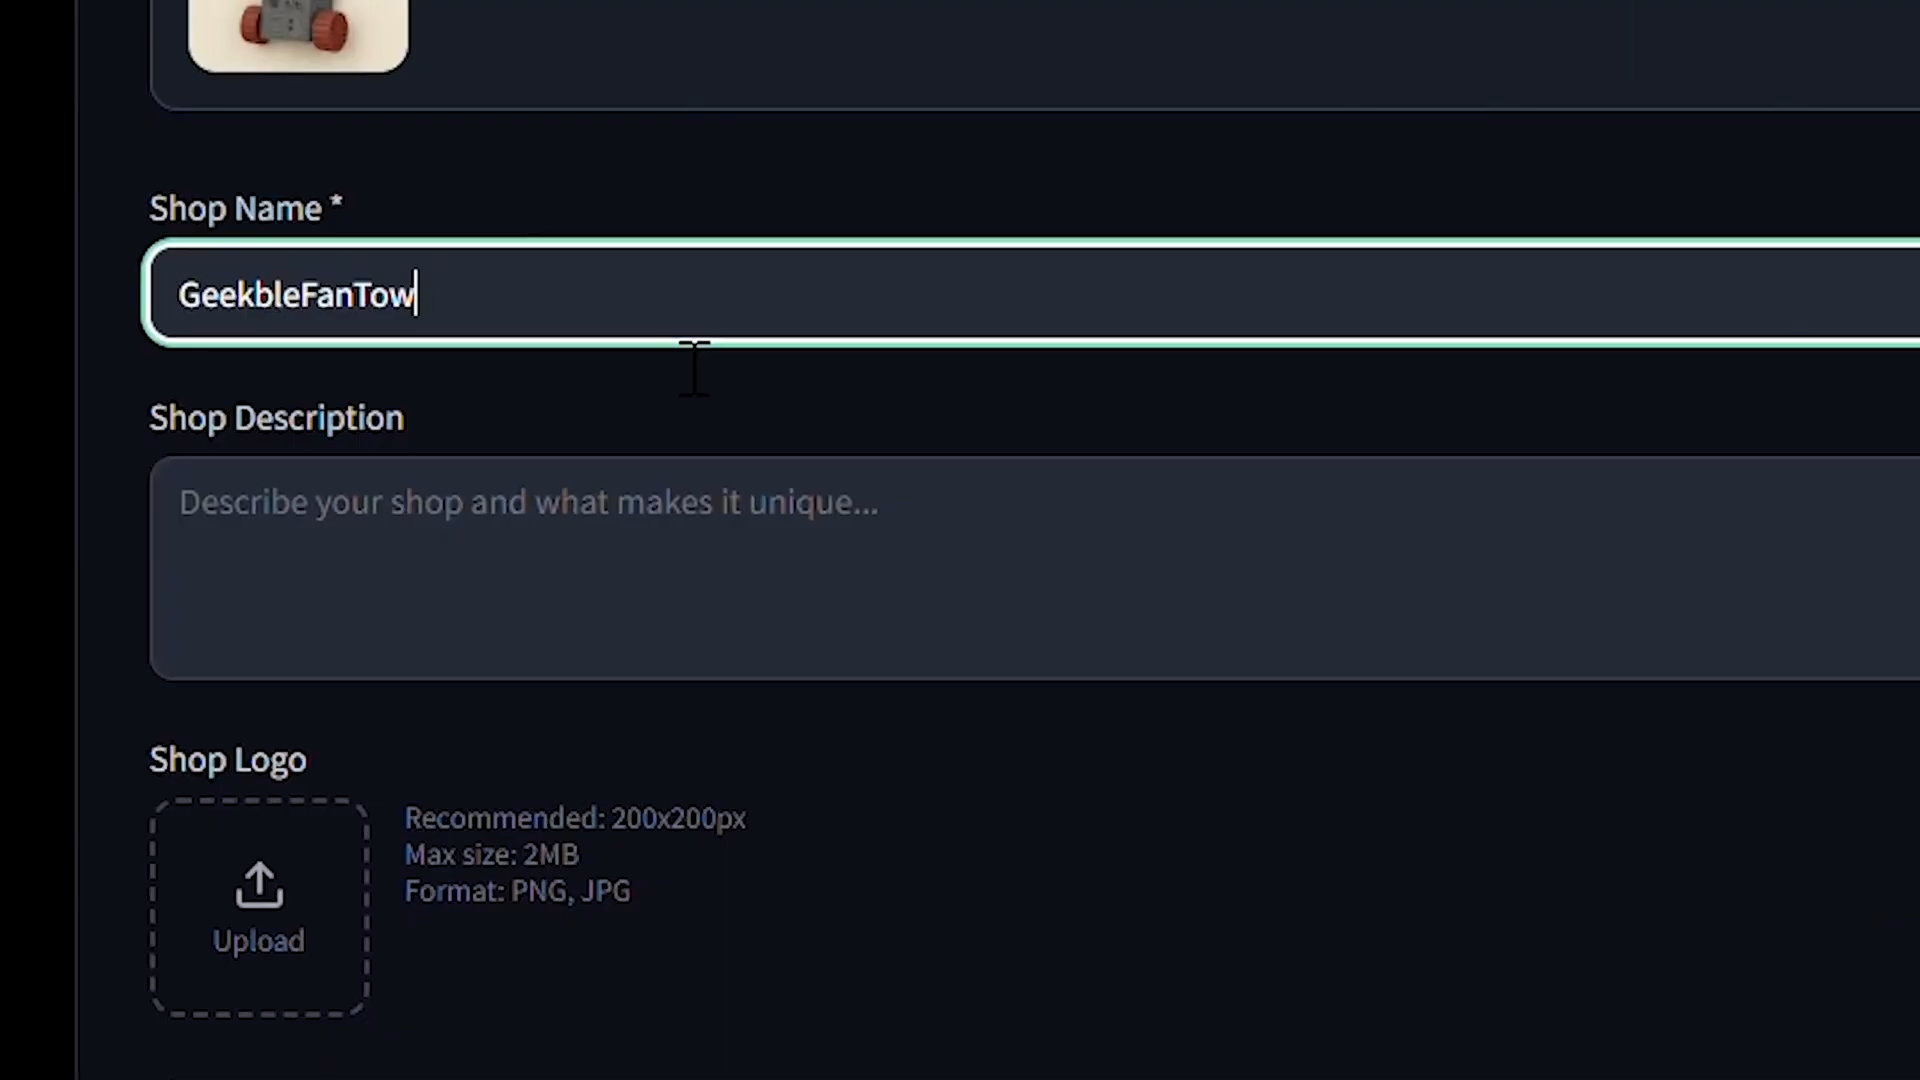 Shop Name *
GeekbleFanTow
Shop Description
Describe your shop and what makes it unique...
Shop Logo
Recommended: 200x200px
Max size: 2MB
Format: PNG, JPG
Upload